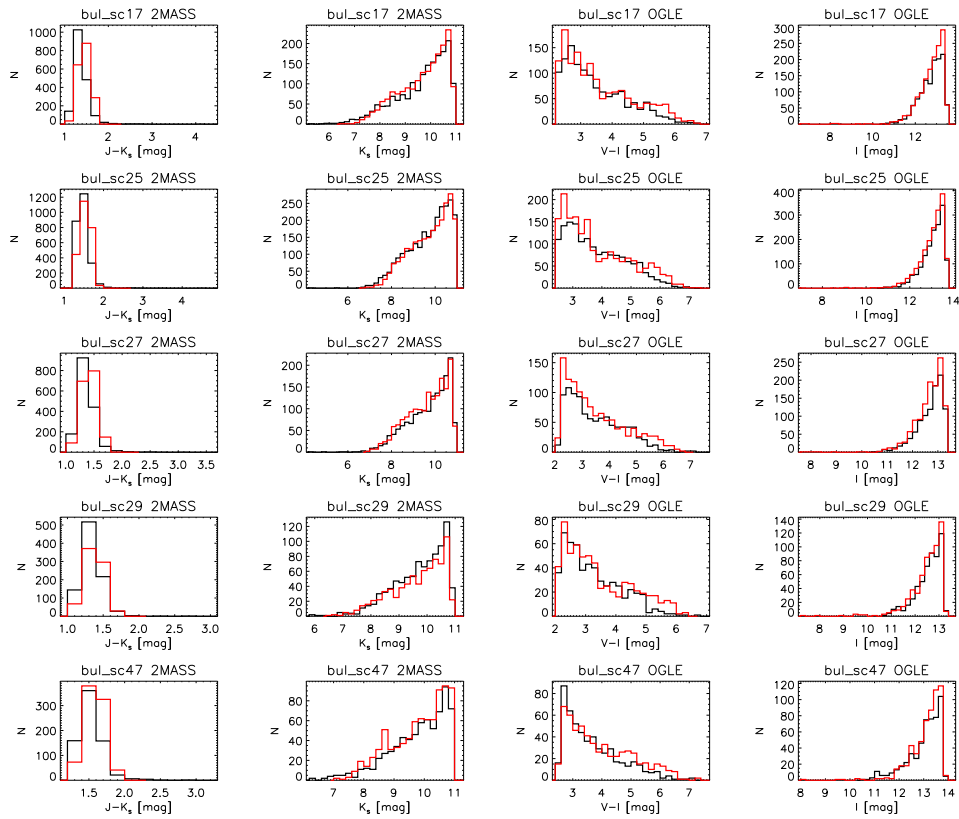 bul_sc17 2MASS bul_sc17 2MASS bul_sc17 OGLE bul_sc17 OGLE
N N N N
1000 800 600 400 200 0
200 150 100 50 0
150 100 50 0
300 250 200 150 100 50 0
1 2 3 4
6 7 8 9 10 11
3 4 5 6 7
8 10 12
J−Ks [mag] Ks [mag] V−I [mag] I [mag]
bul_sc25 2MASS bul_sc25 2MASS bul_sc25 OGLE bul_sc25 OGLE
N N N N
1200 1000 800 600 400 200 0
250 200 150 100 50 0
200 150 100 50 0
400 300 200 100 0
1 2 3 4
6 8 10
3 4 5 6 7
8 10 12 14
J−Ks [mag] Ks [mag] V−I [mag] I [mag]
bul_sc27 2MASS bul_sc27 2MASS bul_sc27 OGLE bul_sc27 OGLE
N N N N
800 600 400 200 0
200 150 100 50 0
150 100 50 0
250 200 150 100 50 0
1.0 1.5 2.0 2.5 3.0 3.5
6 8 10
2 3 4 5 6 7
8 9 10 11 12 13
J−Ks [mag] Ks [mag] V−I [mag] I [mag]
bul_sc29 2MASS bul_sc29 2MASS bul_sc29 OGLE bul_sc29 OGLE
N N N N
500 400 300 200 100 0
120 100 80 60 40 20 0
80 60 40 20 0
140 120 100 80 60 40 20 0
1.0 1.5 2.0 2.5 3.0
6 7 8 9 10 11
2 3 4 5 6 7
8 9 10 11 12 13
J−Ks [mag] Ks [mag] V−I [mag] I [mag]
bul_sc47 2MASS bul_sc47 2MASS bul_sc47 OGLE bul_sc47 OGLE
N N N N
300 200 100 0
80 60 40 20 0
80 60 40 20 0
120 100 80 60 40 20 0
1.5 2.0 2.5 3.0
7 8 9 10 11
3 4 5 6 7
8 9 10 11 12 13 14
J−Ks [mag] Ks [mag] V−I [mag] I [mag]